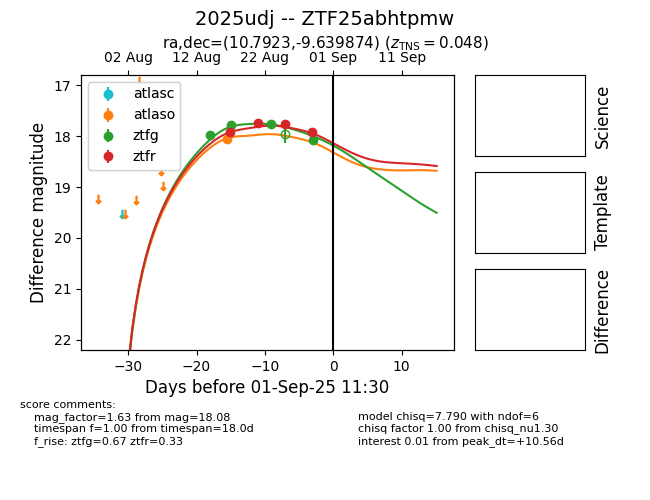 2025udj -- ZTF25abhtpmw
ra,dec=(10.7923,-9.639874) (zTNS = 0.048)
02 Aug 12 Aug 22 Aug 01 Sep 11 Sep
atlasc
atlaso
ztfg
ztfr
17
18
19
20
21
22
Difference magnitude
−30 −20 −10 0 10
Days before 01-Sep-25 11:30
Science
Template
Difference
score comments:
mag_factor=1.63 from mag=18.08
timespan f=1.00 from timespan=18.0d
f_rise: ztfg=0.67 ztfr=0.33
model chisq=7.790 with ndof=6
chisq factor 1.00 from chisq_nu1.30
interest 0.01 from peak_dt=+10.56d